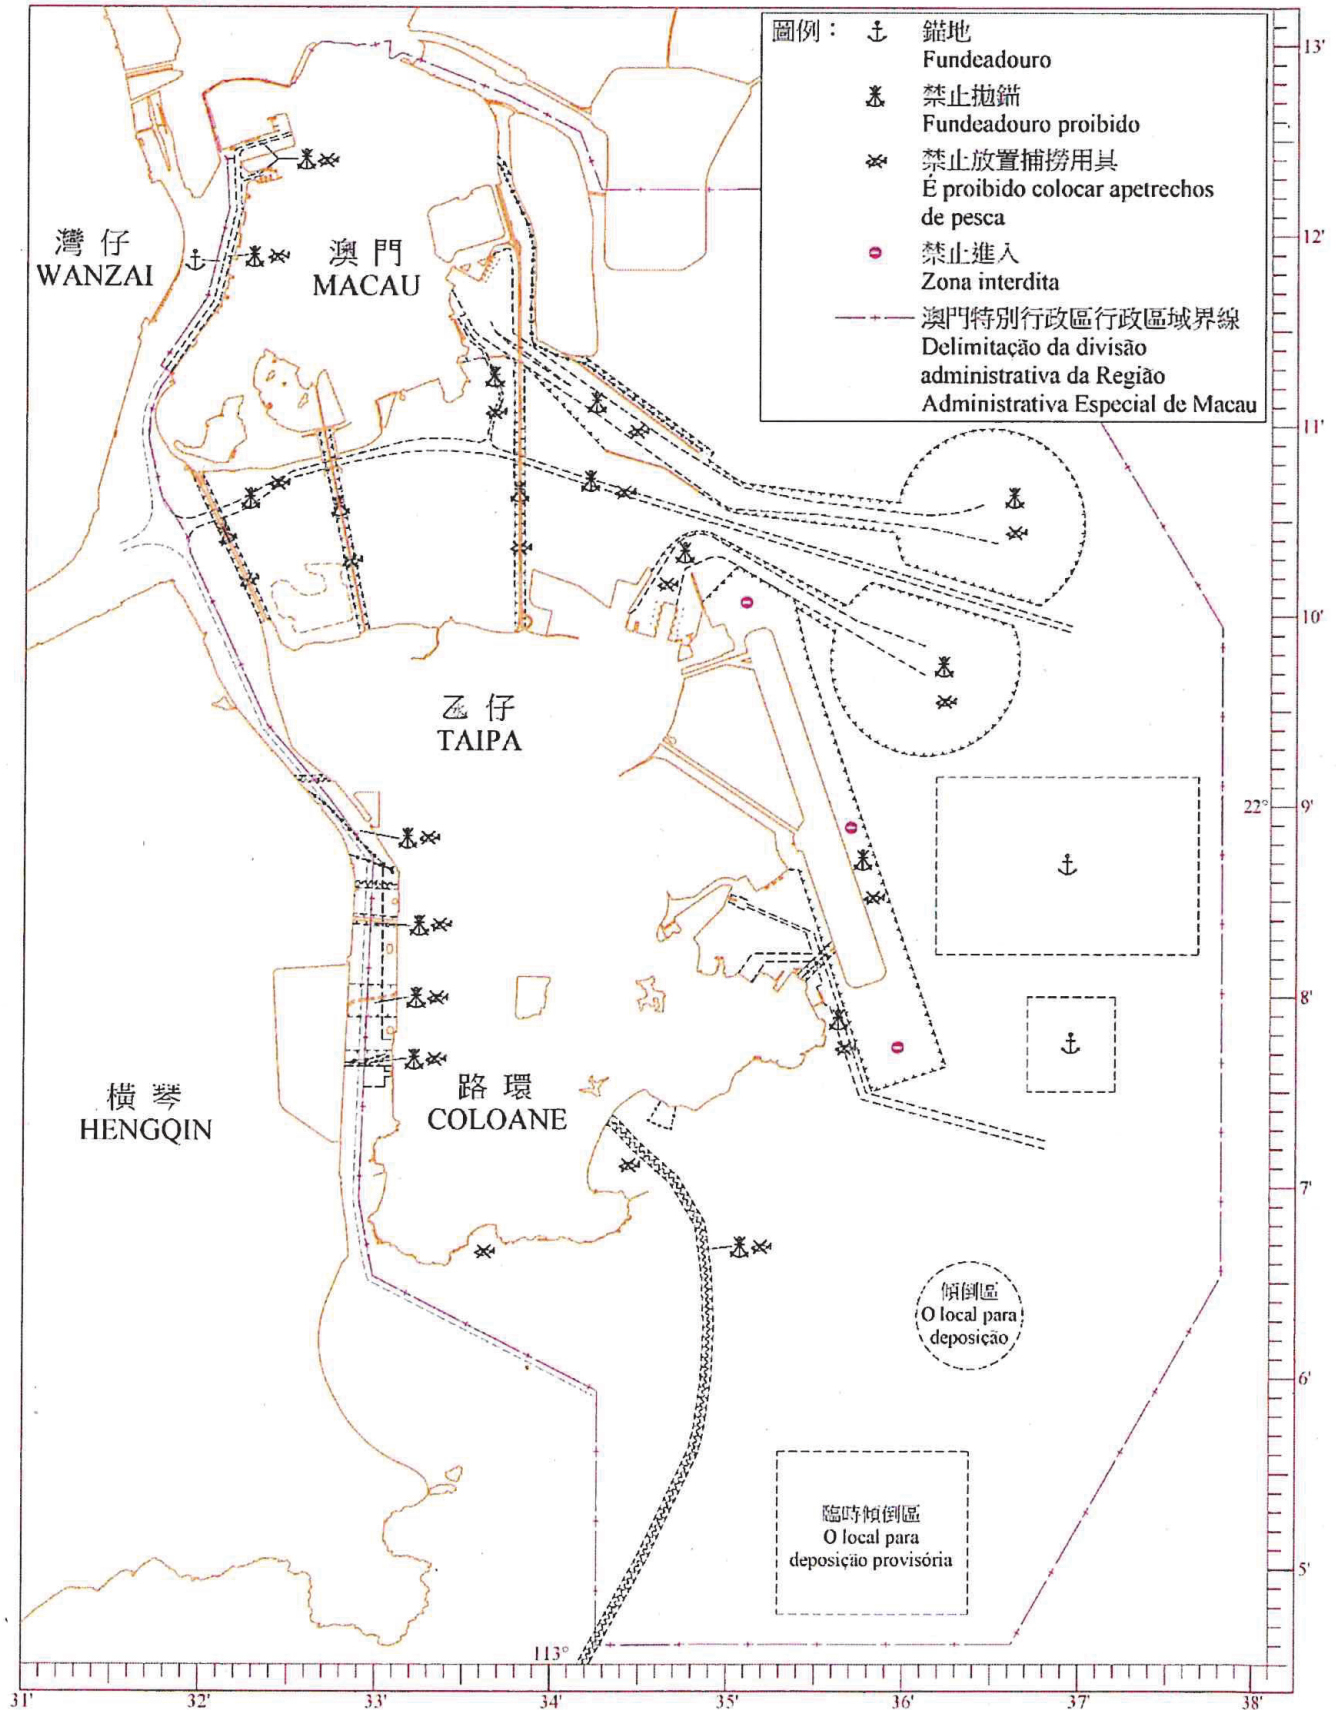 圖例：
錨地
Fundeadouro
禁止拋錨
Fundeadouro proibido
禁止放置捕撈用具
É proibido colocar apetrechos
de pesca
禁止進入
Zona interdita
澳門特別行政區行政區域界線
Delimitação da divisão
administrativa da Região
Administrativa Especial de Macau
13'
12'
11'
10'
22° 9'
8'
7'
6'
5'
灣仔
WANZAI
澳門
MACAU
氹仔
TAIPA
橫琴
HENGQIN
路環
COLOANE
傾倒區
O local para
deposição
臨時傾倒區
O local para
deposição provisória
113°
31' 32' 33' 34' 35' 36' 37' 38'